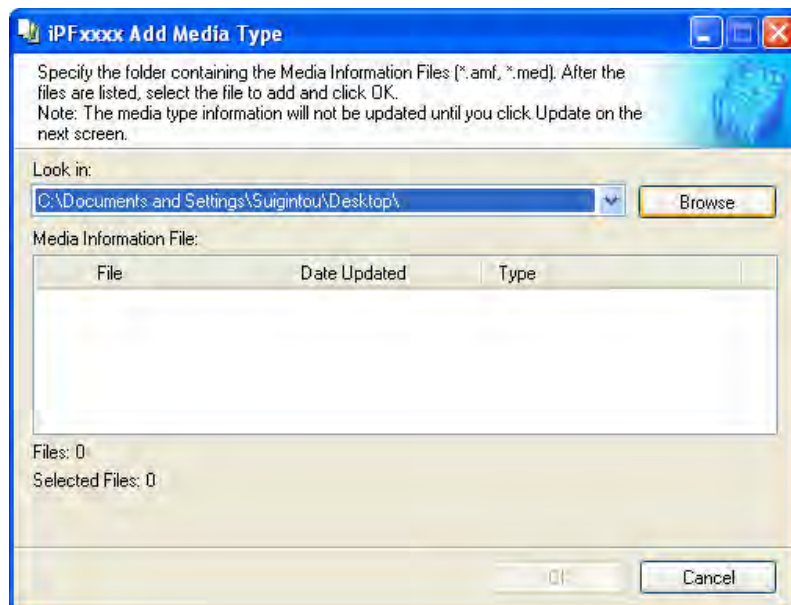 iPFxxxx Add Media Type
Specify the folder containing the Media Information Files (*.amf, *.med). After the
files are listed, select the file to add and click OK.
Note: The media type information will not be updated until you click Update on the
next screen.
Look in:
C:\Documents and Settings\Suigintou\Desktop\
Browse
Media Information File:
File Date Updated Type
Files: 0
Selected Files: 0
OK Cancel